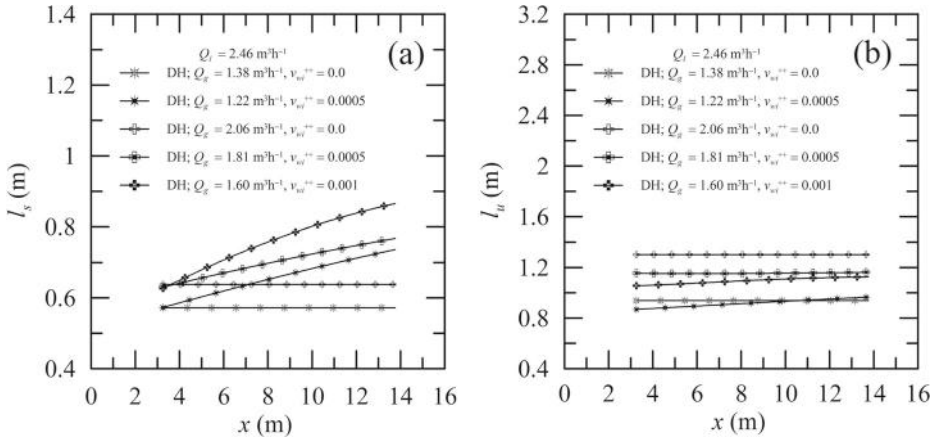 1.4
1.2
1
0.8
0.6
0.4
l_s (m)
(a)
Q_l = 2.46 m³h⁻¹
DH; Q_g = 1.38 m³h⁻¹, v_wl⁺⁺ = 0.0
DH; Q_g = 1.22 m³h⁻¹, v_wl⁺⁺ = 0.0005
DH; Q_g = 2.06 m³h⁻¹, v_wl⁺⁺ = 0.0
DH; Q_g = 1.81 m³h⁻¹, v_wl⁺⁺ = 0.0005
DH; Q_g = 1.60 m³h⁻¹, v_wl⁺⁺ = 0.001
0 2 4 6 8 10 12 14 16
x (m)
3.2
2.8
2.4
2
1.6
1.2
0.8
0.4
l_u (m)
(b)
Q_l = 2.46 m³h⁻¹
DH; Q_g = 1.38 m³h⁻¹, v_wl⁺⁺ = 0.0
DH; Q_g = 1.22 m³h⁻¹, v_wl⁺⁺ = 0.0005
DH; Q_g = 2.06 m³h⁻¹, v_wl⁺⁺ = 0.0
DH; Q_g = 1.81 m³h⁻¹, v_wl⁺⁺ = 0.0005
DH; Q_g = 1.60 m³h⁻¹, v_wl⁺⁺ = 0.001
0 2 4 6 8 10 12 14 16
x (m)